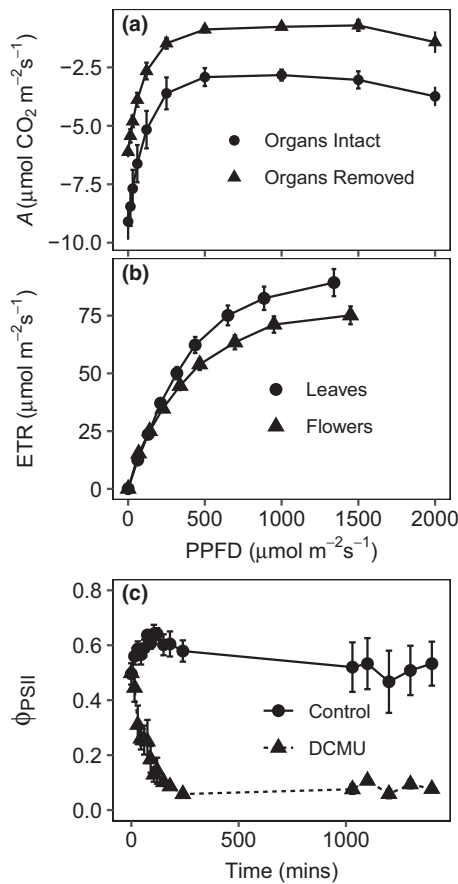 (a)
A (μmol CO₂ m⁻²s⁻¹)
−2.5
−5.0
−7.5
−10.0
Organs Intact
Organs Removed
(b)
ETR (μmol m⁻²s⁻¹)
75
50
25
0
Leaves
Flowers
0 500 1000 1500 2000
PPFD (μmol m⁻²s⁻¹)
(c)
ϕPSII
0.8
0.6
0.4
0.2
0.0
Control
DCMU
0 500 1000
Time (mins)